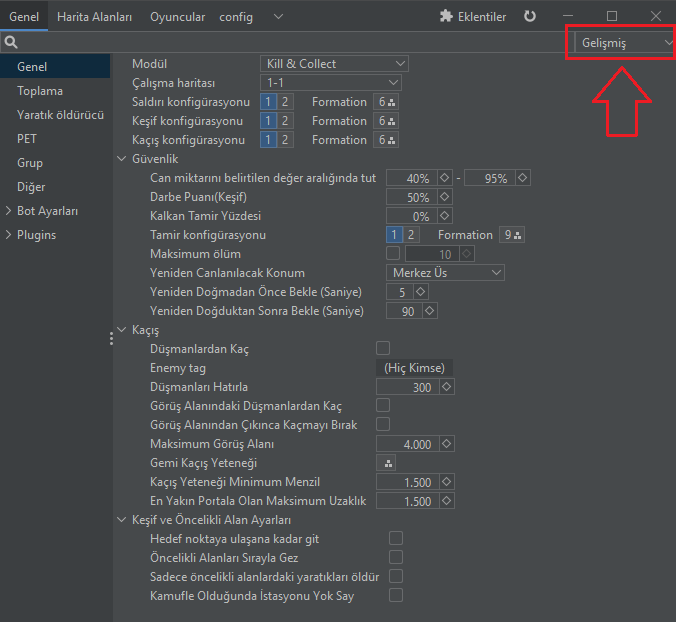 Genel Harita Alanları Oyuncular config Eklentiler
Gelişmiş
Genel
Toplama
Yaratık öldürücü
PET
Grup
Diğer
Bot Ayarları
Plugins
Modül Kill & Collect
Çalışma haritası 1-1
Saldırı konfigürasyonu 1 2 Formation 6
Keşif konfigürasyonu 1 2 Formation 6
Kaçış konfigürasyonu 1 2 Formation 6
Güvenlik
Can miktarını belirtilen değer aralığında tut 40% - 95%
Darbe Puanı(Keşif) 50%
Kalkan Tamir Yüzdesi 0%
Tamir konfigürasyonu 1 2 Formation 9
Maksimum ölüm 10
Yeniden Canlanılacak Konum Merkez Üs
Yeniden Doğmadan Önce Bekle (Saniye) 5
Yeniden Doğduktan Sonra Bekle (Saniye) 90
Kaçış
Düşmanlardan Kaç
Enemy tag (Hiç Kimse)
Düşmanları Hatırla 300
Görüş Alanındaki Düşmanlardan Kaç
Görüş Alanından Çıkınca Kaçmayı Bırak
Maksimum Görüş Alanı 4.000
Gemi Kaçış Yeteneği
Kaçış Yeteneği Minimum Menzil 1.500
En Yakın Portala Olan Maksimum Uzaklık 1.500
Keşif ve Öncelikli Alan Ayarları
Hedef noktaya ulaşana kadar git
Öncelikli Alanları Sırayla Gez
Sadece öncelikli alanlardaki yaratıkları öldür
Kamufle Olduğunda İstasyonu Yok Say